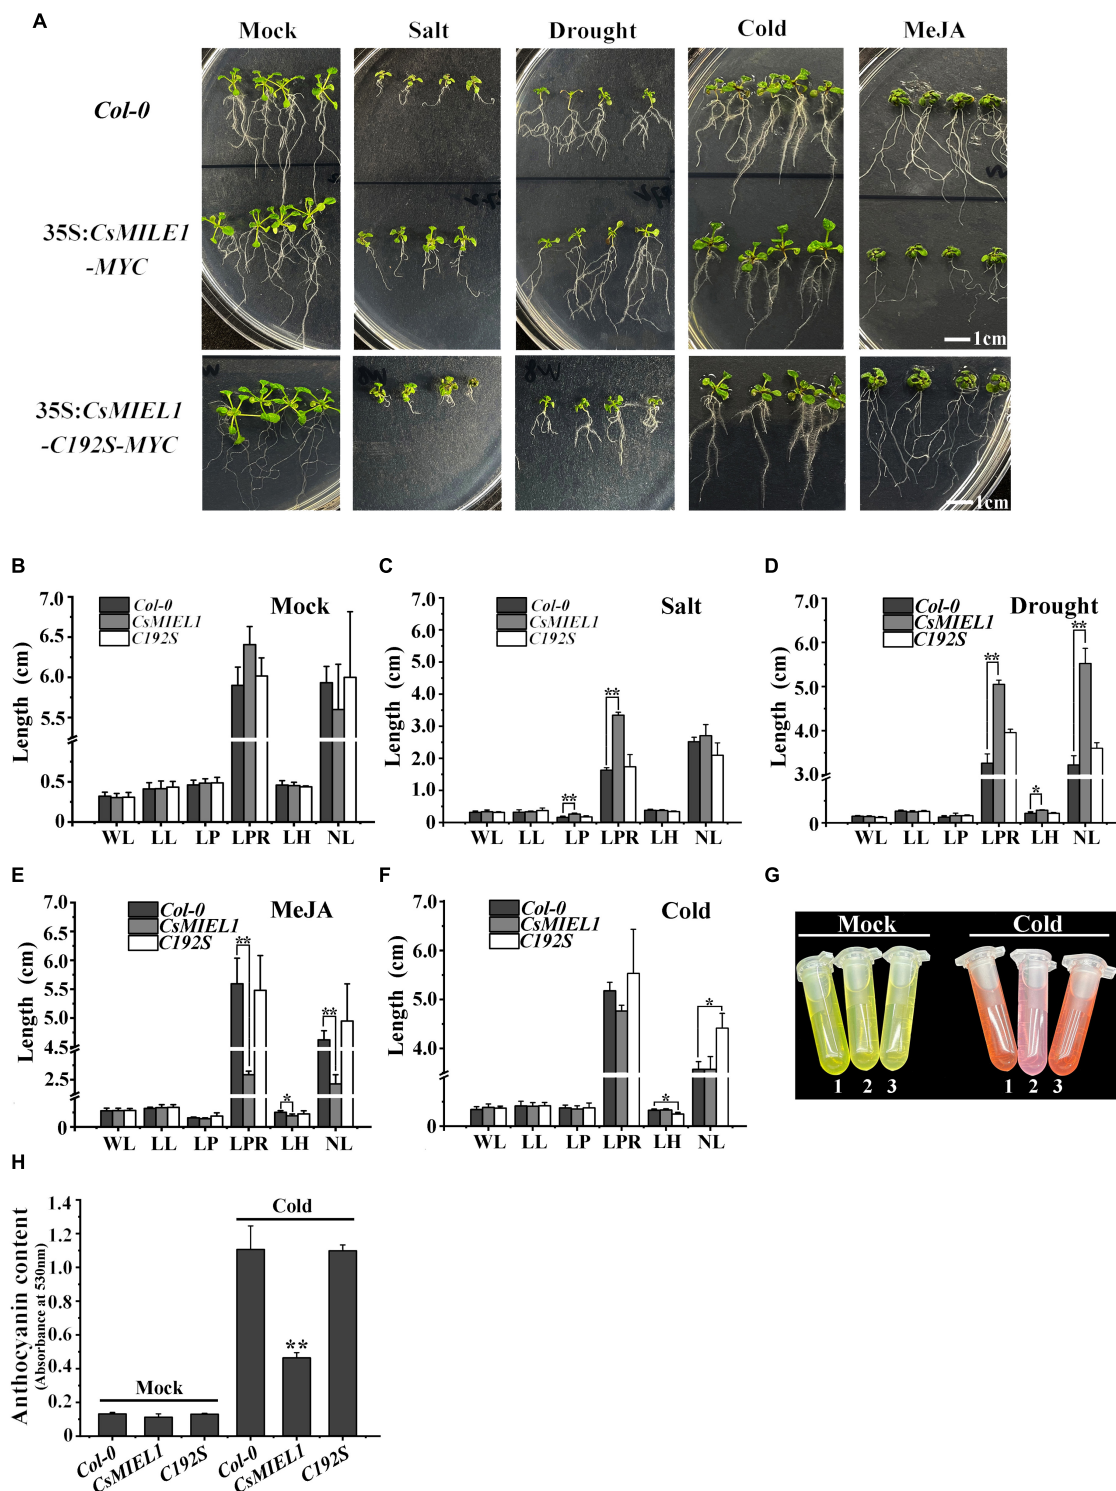 A
Mock Salt Drought Cold MeJA
Col-0
35S:CsMILE1
-MYC
1cm
35S:CsMIEL1
-C192S-MYC
1cm
B
Mock
Col-0
CsMIEL1
C192S
Length (cm)
7.0
6.5
6.0
5.5
0.5
0
WL LL LP LPR LH NL
C
Salt
Col-0
CsMIEL1
C192S
Length (cm)
7.0
6.0
5.0
4.0
3.0
2.0
1.0
0
**
**
WL LL LP LPR LH NL
D
Drought
Col-0
CsMIEL1
C192S
Length (cm)
7.0
6.0
5.0
4.0
3.0
0
**
*
**
WL LL LP LPR LH NL
E
MeJA
Col-0
CsMIEL1
C192S
Length (cm)
7.0
6.5
6.0
5.5
5.0
4.5
2.5
0
**
*
**
WL LL LP LPR LH NL
F
Cold
Col-0
CsMIEL1
C192S
Length (cm)
7.0
6.0
5.0
4.0
0
*
*
WL LL LP LPR LH NL
G
Mock Cold
1 2 3 1 2 3
H
Anthocyanin content
(Absorbance at 530nm)
1.4
1.2
1.0
0.8
0.6
0.4
0.2
0
Mock
Cold
**
Col-0 CsMIEL1 C192S Col-0 CsMIEL1 C192S